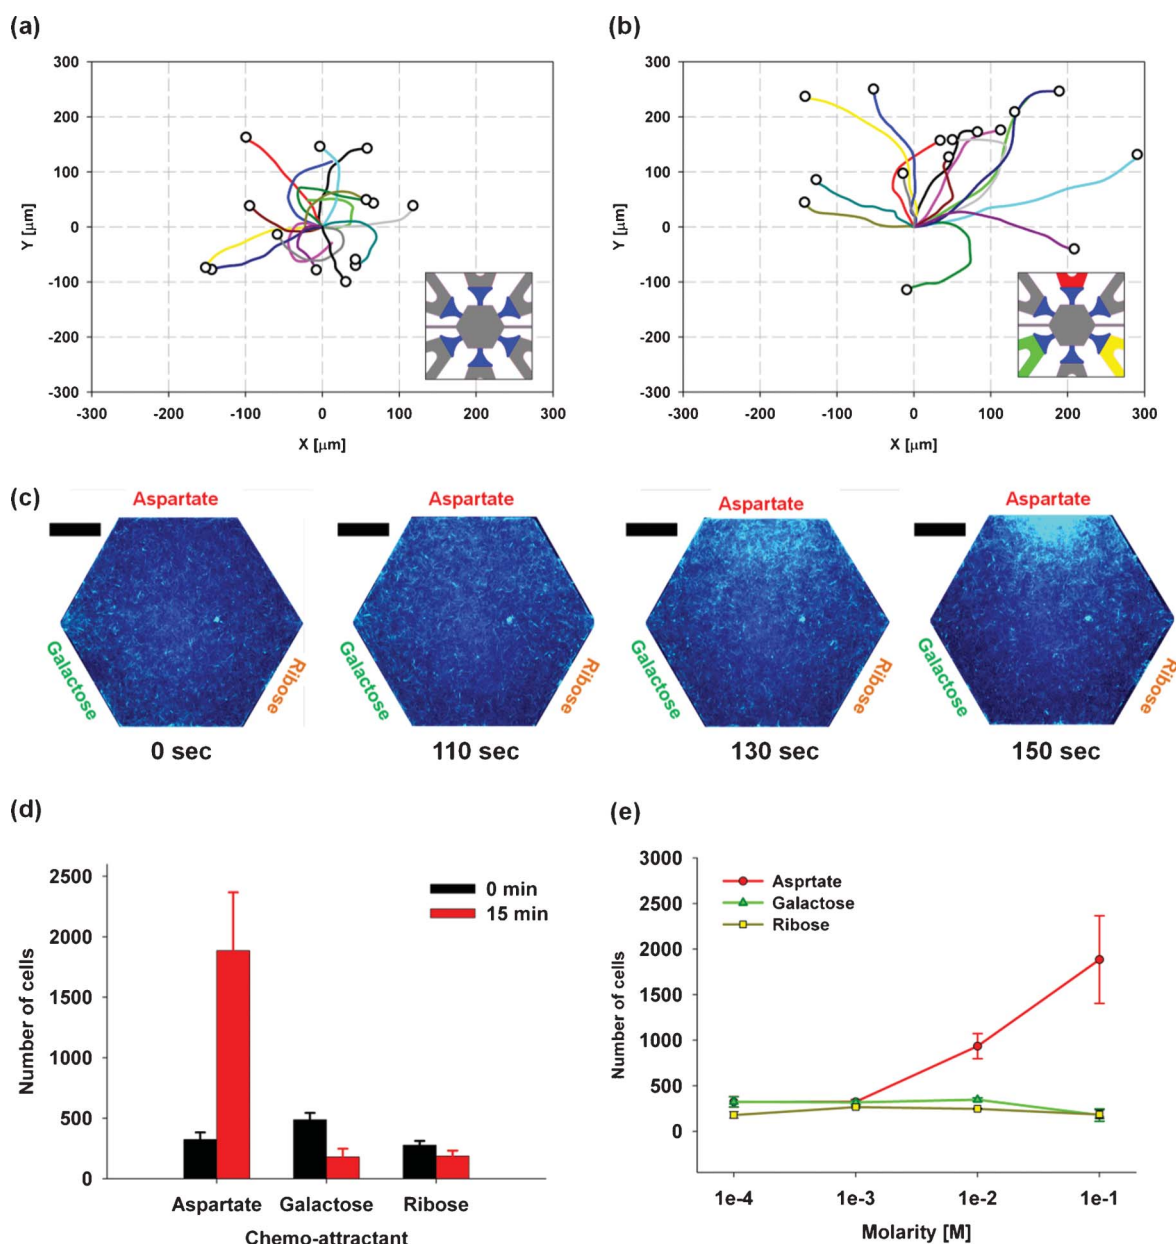 (a)
300
200
100
0
-100
-200
-300
Y [μm]
-300 -200 -100 0 100 200 300
X [μm]
(b)
300
200
100
0
-100
-200
-300
Y [μm]
-300 -200 -100 0 100 200 300
X [μm]
(c)
Aspartate
Galactose
Ribose
0 sec
Aspartate
Galactose
Ribose
110 sec
Aspartate
Galactose
Ribose
130 sec
Aspartate
Galactose
Ribose
150 sec
(d)
2500
2000
1500
1000
500
0
Number of cells
0 min
15 min
Aspartate Galactose Ribose
Chemo-attractant
(e)
3000
2500
2000
1500
1000
500
0
Number of cells
Asprtate
Galactose
Ribose
1e-4 1e-3 1e-2 1e-1
Molarity [M]